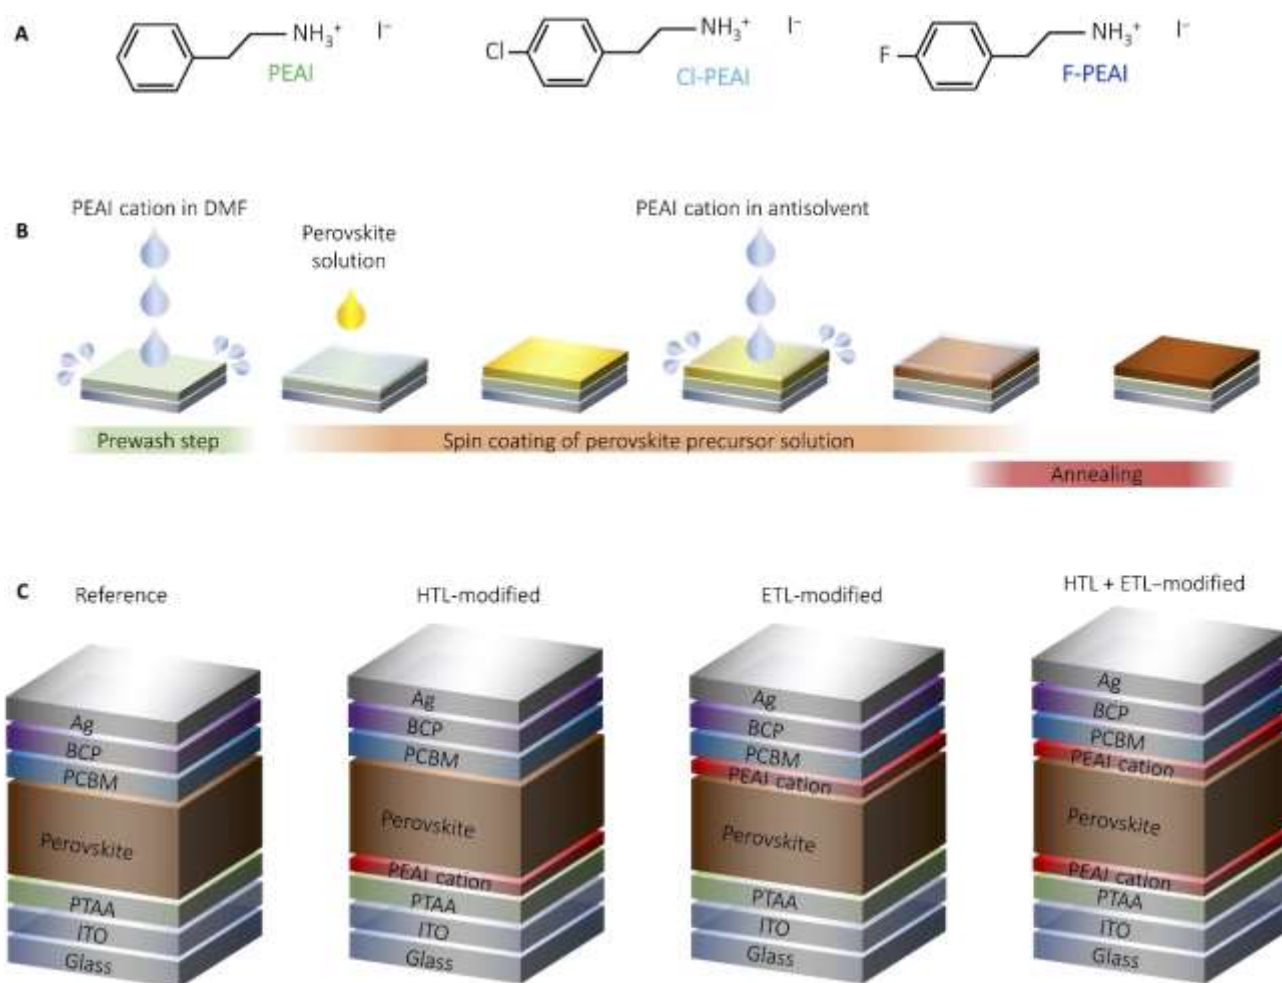 A
NH₃⁺ I⁻
PEAI
Cl
NH₃⁺ I⁻
Cl-PEAI
F
NH₃⁺ I⁻
F-PEAI
B
PEAI cation in DMF
Perovskite
solution
PEAI cation in antisolvent
Prewash step
Spin coating of perovskite precursor solution
Annealing
C
Reference
Ag
BCP
PCBM
Perovskite
PTAA
ITO
Glass
HTL-modified
Ag
BCP
PCBM
Perovskite
PEAI cation
PTAA
ITO
Glass
ETL-modified
Ag
BCP
PCBM
PEAI cation
Perovskite
PTAA
ITO
Glass
HTL + ETL–modified
Ag
BCP
PCBM
PEAI cation
Perovskite
PEAI cation
PTAA
ITO
Glass